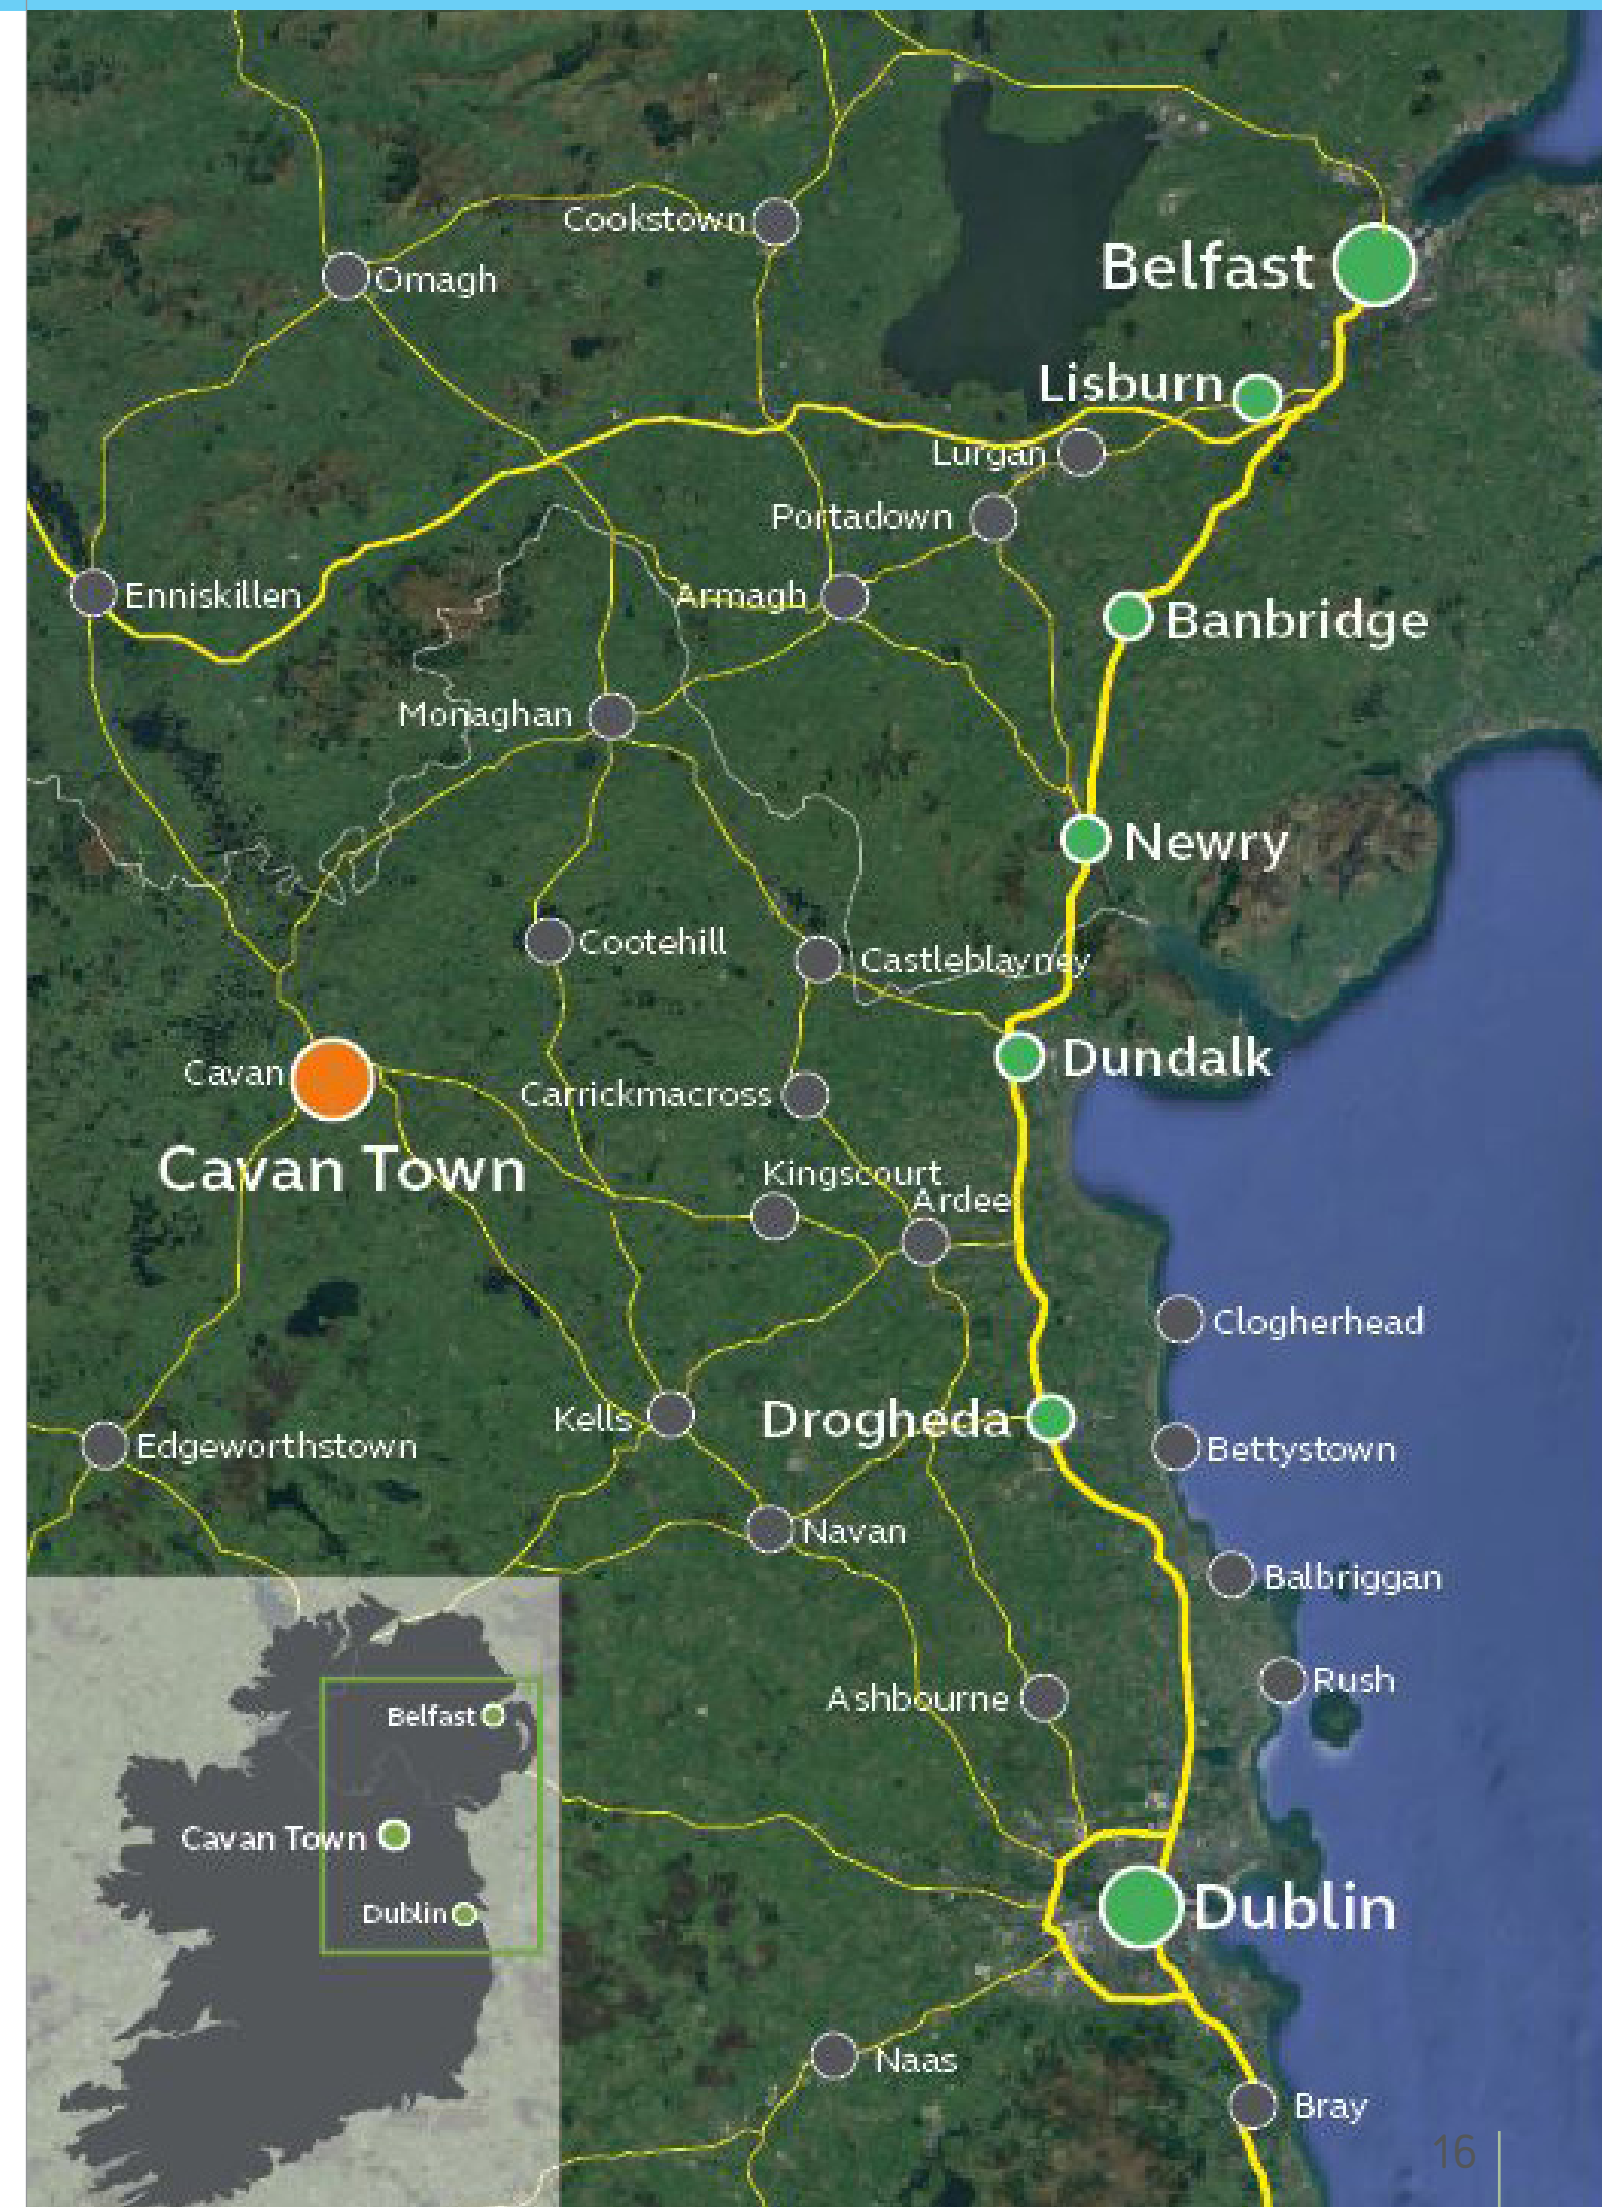 Cookstown
Belfast
Omagh
Lisburn
Lurgan
Portadown
Enniskillen
Armagh
Banbridge
Monaghan
Newry
Cootehill
Castleblayney
Dundalk
Cavan
Carrickmacross
Cavan Town
Kingscourt
Ardee
Clogherhead
Kells
Drogheda
Edgeworthstown
Bettystown
Navan
Balbriggan
Rush
Ashbourne
Belfast
Cavan Town
Dublin
Dublin
Naas
Bray
16